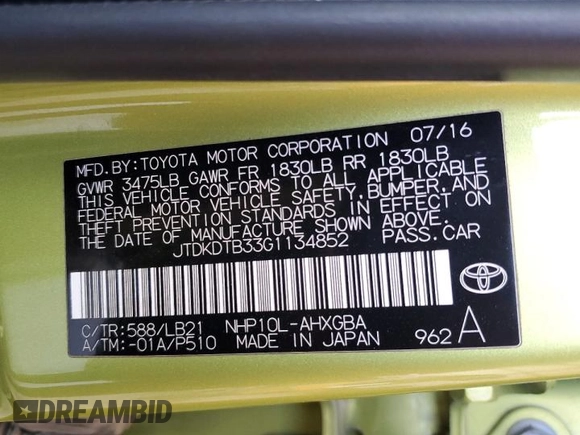 MFD.BY:TOYOTA MOTOR CORPORATION 07/16
GVWR 3475LB GAWR FR 1830LB RR 1830LB
THIS VEHICLE CONFORMS TO ALL APPLICABLE
FEDERAL MOTOR VEHICLE SAFETY,BUMPER,AND
THEFT PREVENTION STANDARDS IN EFFECT ON
THE DATE OF MANUFACTURE SHOWN ABOVE.
JTDKDTB33G1134852 PASS.CAR
C/TR:588/LB21 NHP10L-AHXGBA
A/TM:-01A/P510 MADE IN JAPAN 962 A
DREAMBID